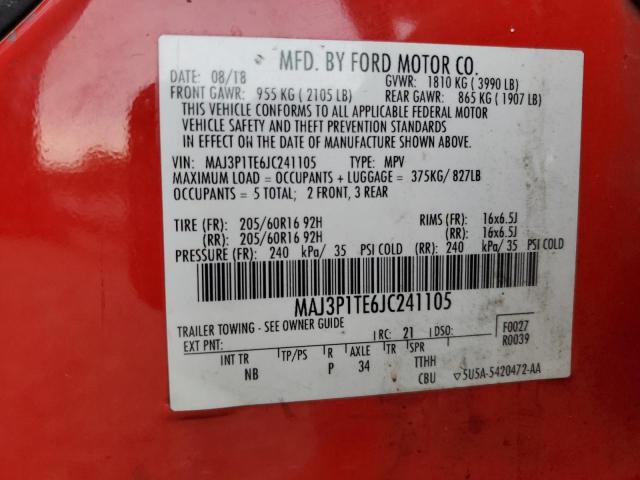 MFD. BY FORD MOTOR CO.
DATE: 08/18 GVWR: 1810 KG ( 3990 LB)
FRONT GAWR: 955 KG ( 2105 LB) REAR GAWR: 865 KG ( 1907 LB)
THIS VEHICLE CONFORMS TO ALL APPLICABLE FEDERAL MOTOR
VEHICLE SAFETY AND THEFT PREVENTION STANDARDS
IN EFFECT ON THE DATE OF MANUFACTURE SHOWN ABOVE.
VIN: MAJ3P1TE6JC241105 TYPE: MPV
MAXIMUM LOAD = OCCUPANTS + LUGGAGE = 375KG/ 827LB
OCCUPANTS = 5 TOTAL; 2 FRONT, 3 REAR
TIRE (FR): 205/60R16 92H RIMS (FR): 16x6.5J
(RR): 205/60R16 92H (RR): 16x6.5J
PRESSURE (FR): 240 kPa/ 35 PSI COLD (RR): 240 kPa/ 35 PSI COLD
MAJ3P1TE6JC241105
TRAILER TOWING - SEE OWNER GUIDE
EXT PNT: RC: 21 DSO: F0027
R0039
INT TR TP/PS R AXLE TR SPR
NB P 34 TTHH
CBU ▽5U5A-5420472-AA